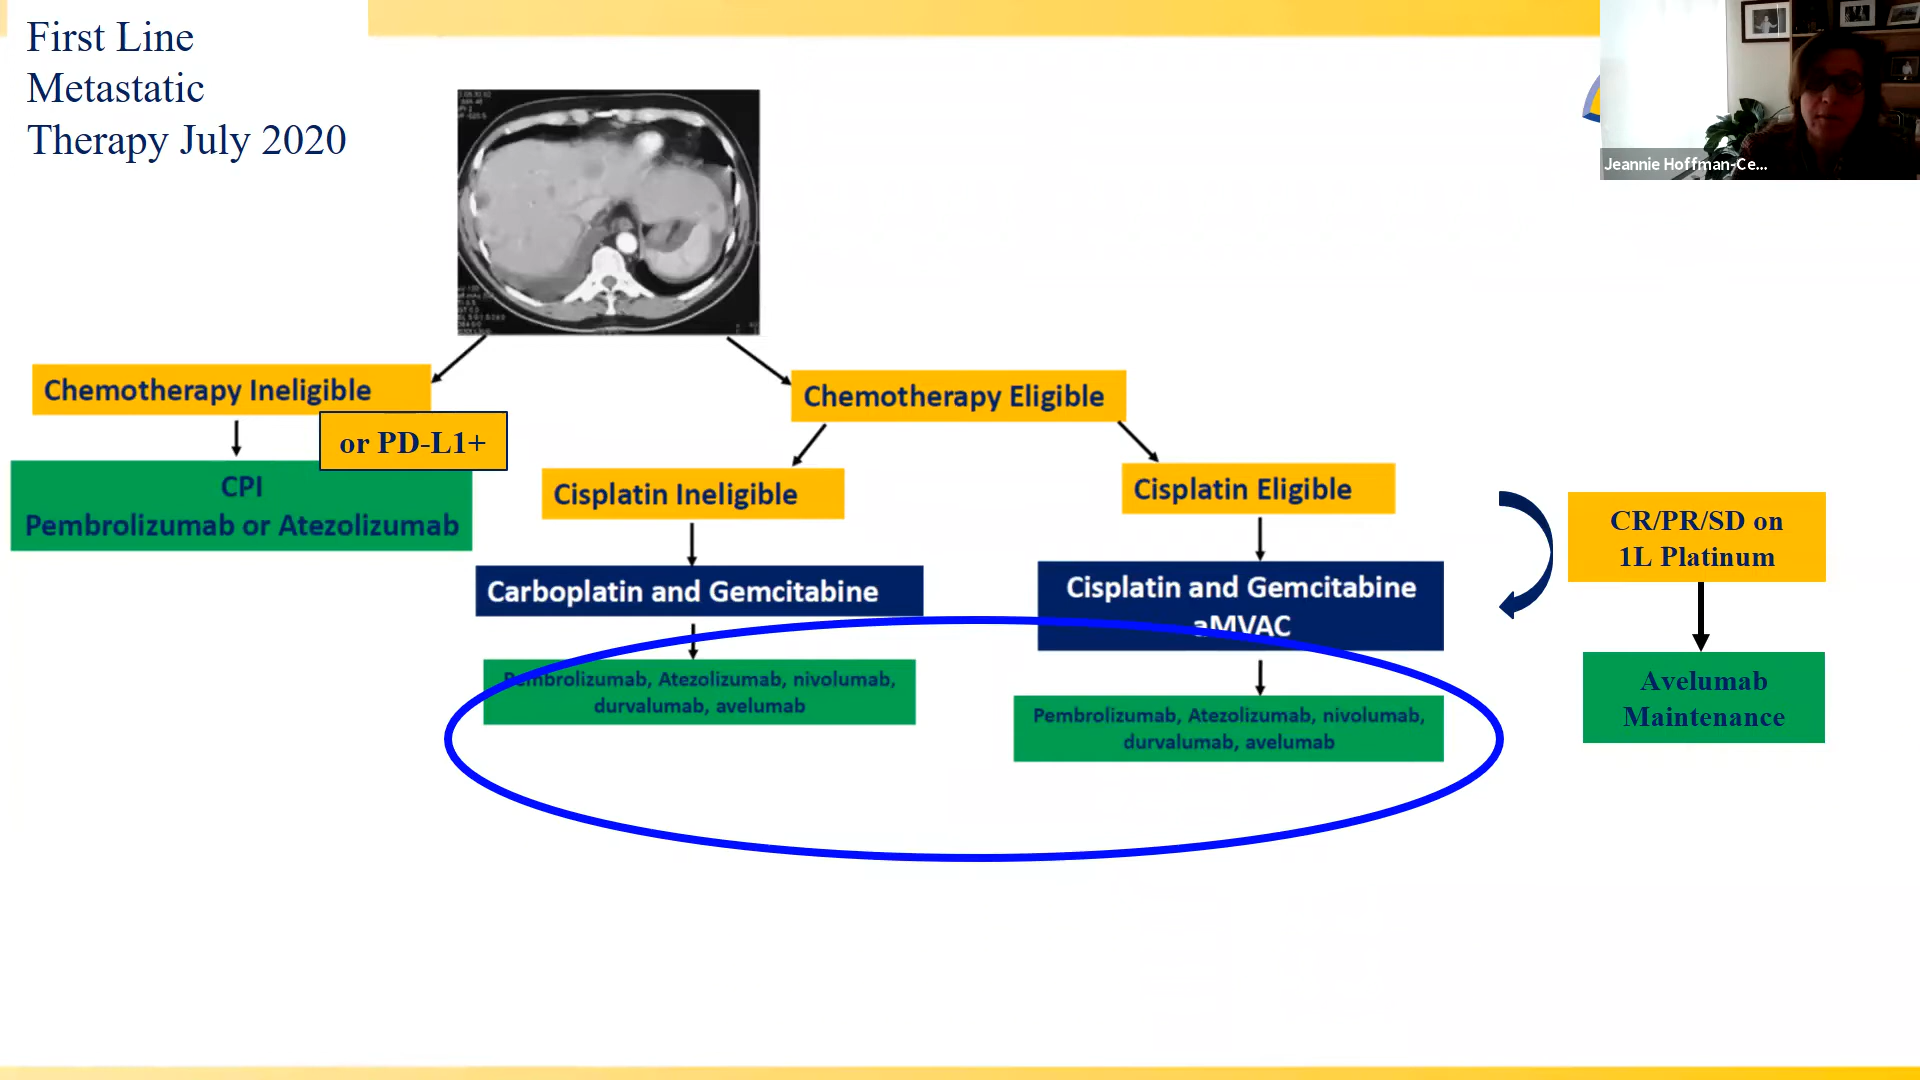 First Line
Metastatic
Therapy July 2020
Jeannie Hoffman-Ce...
Chemotherapy Ineligible
or PD-L1+
CPI
Pembrolizumab or Atezolizumab
Chemotherapy Eligible
Cisplatin Ineligible
Carboplatin and Gemcitabine
Pembrolizumab, Atezolizumab, nivolumab,
durvalumab, avelumab
Cisplatin Eligible
Cisplatin and Gemcitabine
aMVAC
Pembrolizumab, Atezolizumab, nivolumab,
durvalumab, avelumab
CR/PR/SD on
1L Platinum
Avelumab
Maintenance